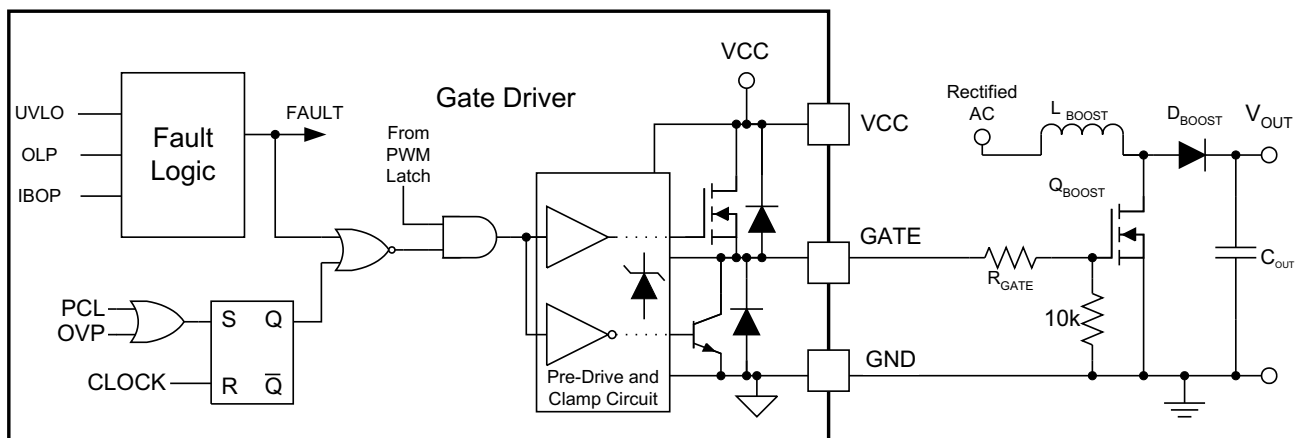 Gate Driver
UVLO
OLP
IBOP
Fault
Logic
FAULT
From
PWM
Latch
PCL
OVP
CLOCK
S Q
R Q̅
VCC
Pre-Drive and
Clamp Circuit
VCC
GATE
GND
Rectified
AC
L BOOST
D BOOST
V OUT
Q BOOST
R GATE
10k
C OUT